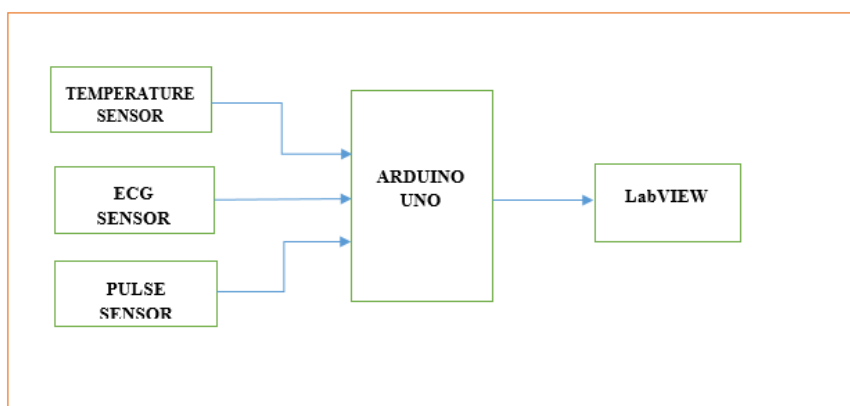 TEMPERATURE
SENSOR
ECG
SENSOR
PULSE
SENSOR
ARDUINO
UNO
LabVIEW